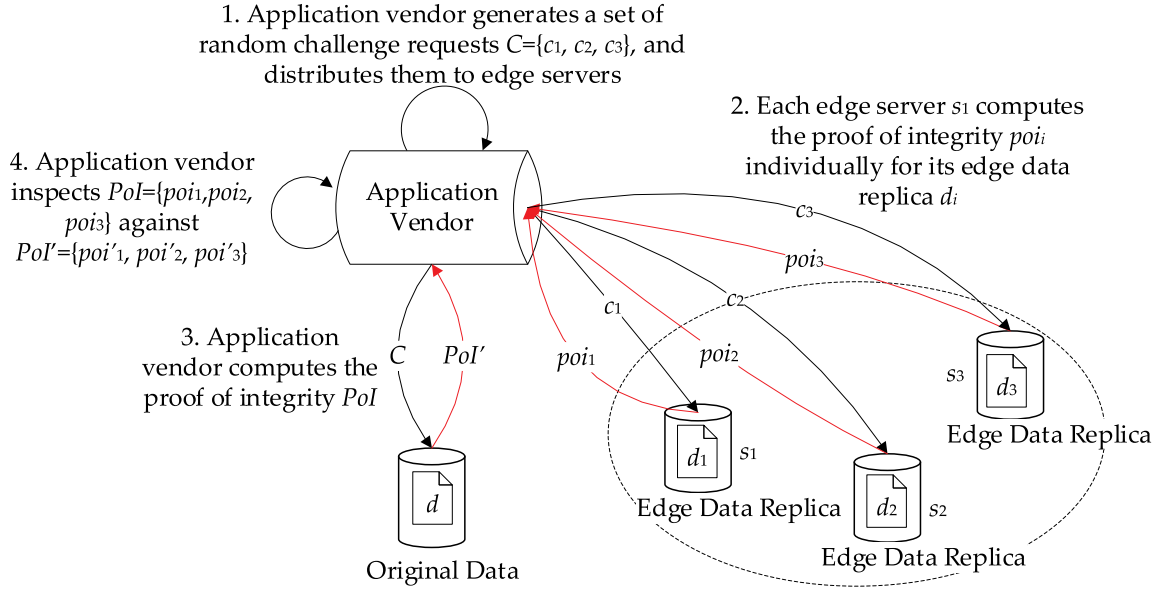 1. Application vendor generates a set of
random challenge requests C={c1, c2, c3}, and
distributes them to edge servers
2. Each edge server s1 computes
the proof of integrity poii
individually for its edge data
replica di
4. Application vendor
inspects PoI={poi1,poi2,
poi3} against
PoI'={poi'1, poi'2, poi'3}
Application
Vendor
c3
poi3
c1
c2
3. Application
vendor computes the
proof of integrity PoI
C
PoI'
poi1
poi2
s3
d3
Edge Data Replica
d1
s1
Edge Data Replica
d
d2
s2
Edge Data Replica
Original Data